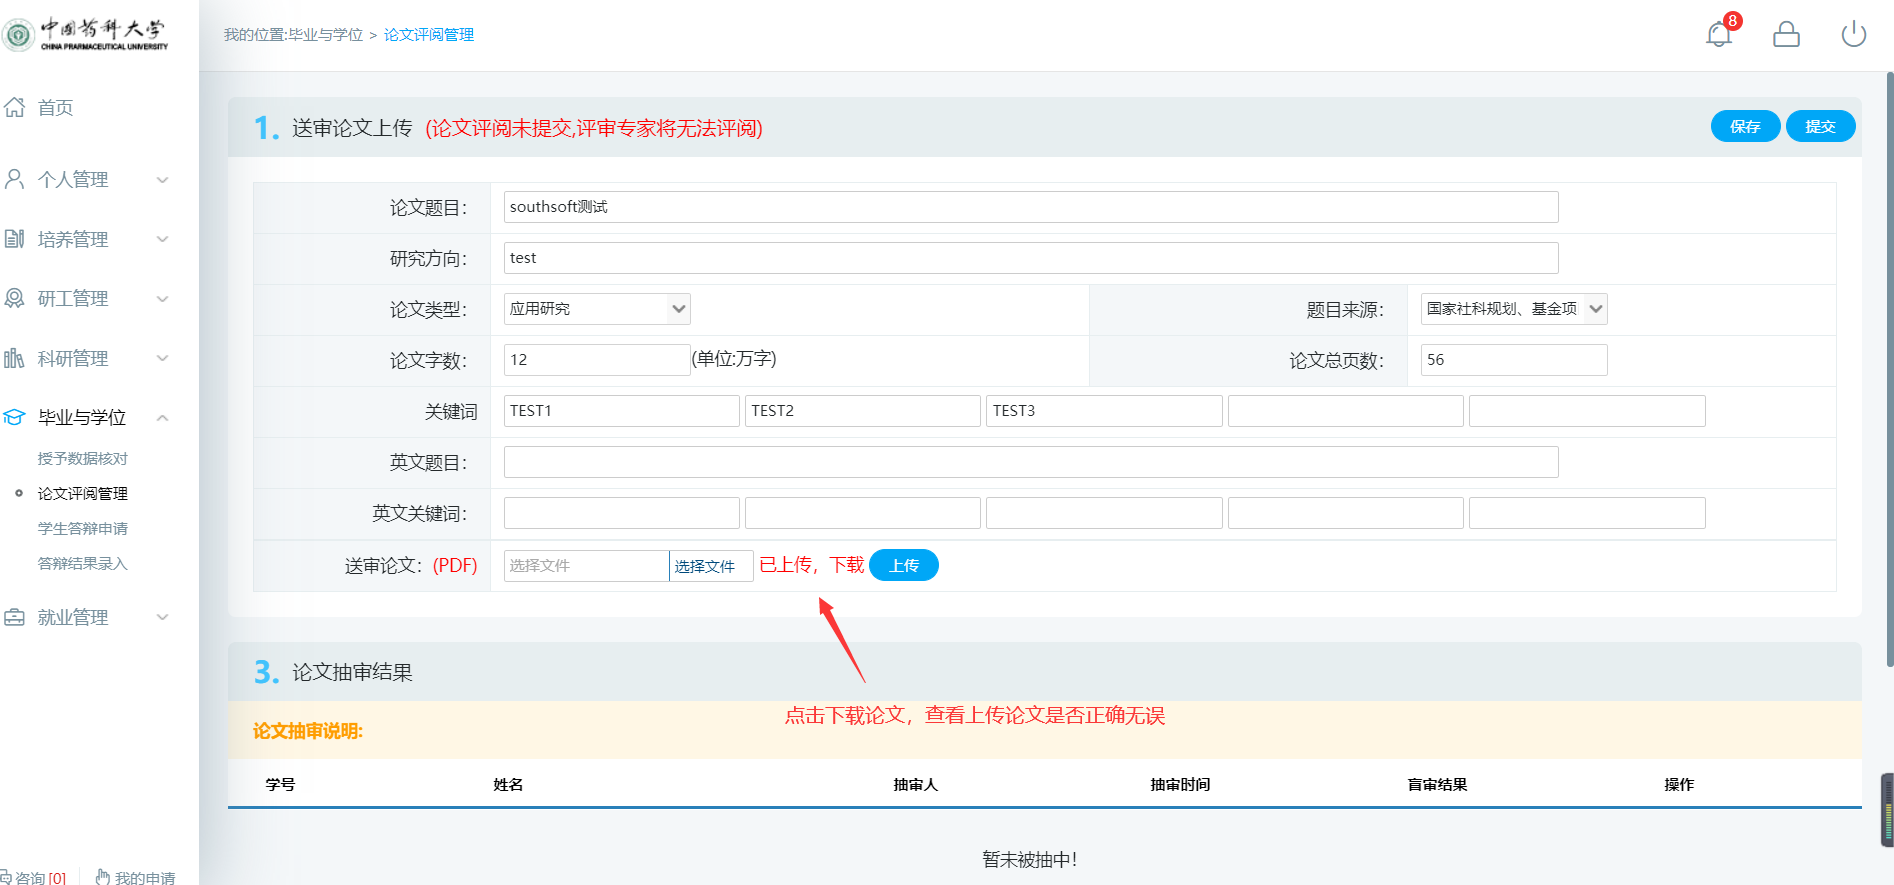 中国药科大学
CHINA PHARMACEUTICAL UNIVERSITY
我的位置:毕业与学位 > 论文评阅管理
8
首页
个人管理
培养管理
研工管理
科研管理
毕业与学位
授予数据核对
论文评阅管理
学生答辩申请
答辩结果录入
就业管理
咨询[0] 我的申请
1. 送审论文上传 (论文评阅未提交,评审专家将无法评阅)
保存 提交
论文题目： southsoft测试
研究方向： test
论文类型： 应用研究 题目来源： 国家社科规划、基金项
论文字数： 12 (单位:万字) 论文总页数： 56
关键词 TEST1 TEST2 TEST3
英文题目：
英文关键词：
送审论文：(PDF) 选择文件 选择文件 已上传，下载 上传
3. 论文抽审结果
点击下载论文，查看上传论文是否正确无误
论文抽审说明:
学号 姓名 抽审人 抽审时间 盲审结果 操作
暂未被抽中！